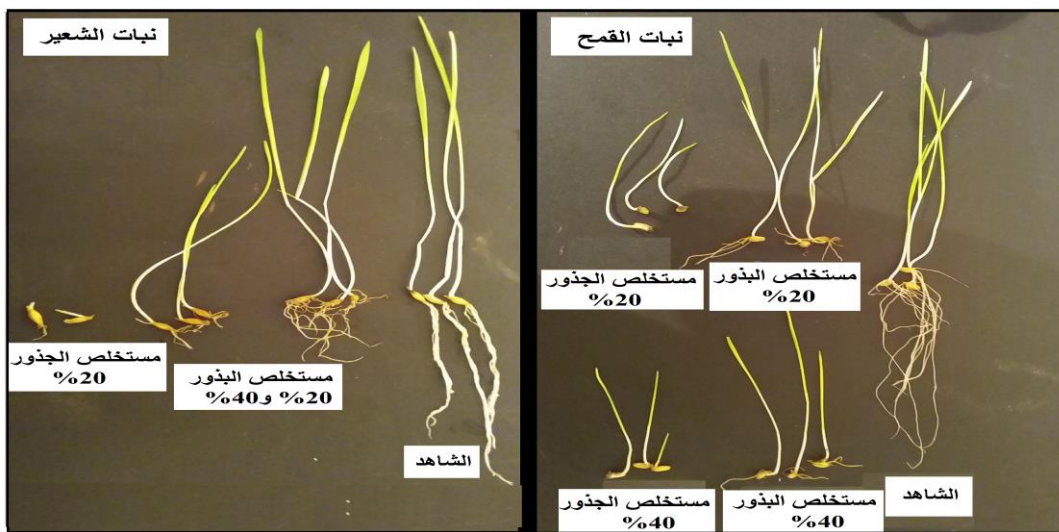 نبات الشعير
مستخلص الجذور
%20
مستخلص البذور
%40و %20
الشاهد
نبات القمح
مستخلص الجذور
%20
مستخلص البذور
%20
مستخلص الجذور
%40
مستخلص البذور
%40
الشاهد